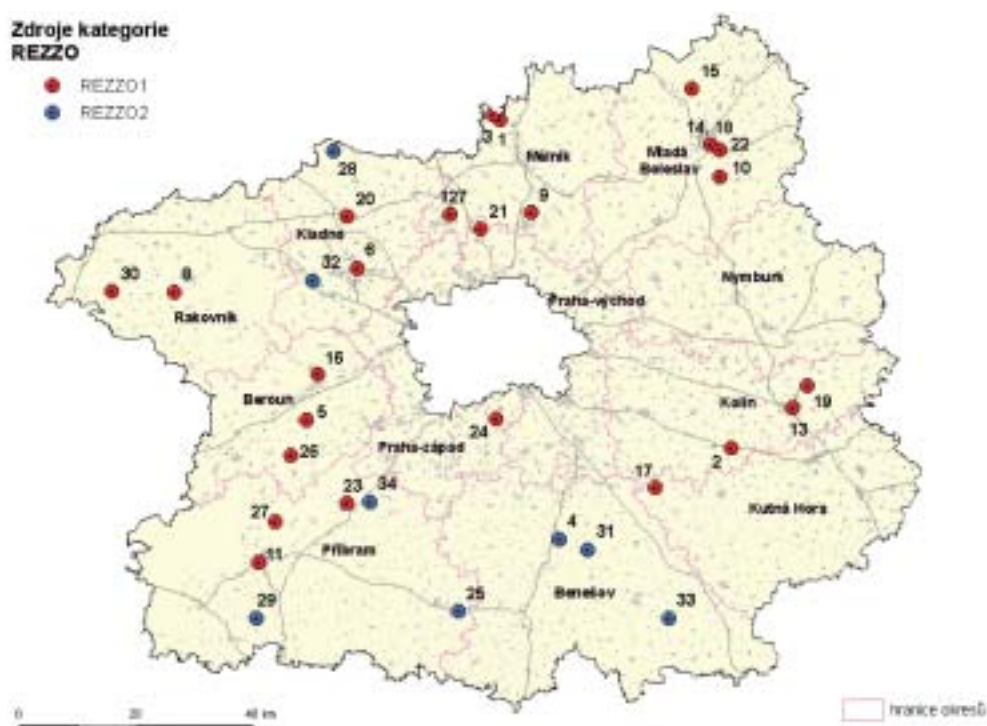 Zdroje kategorie
REZZO
REZZO1
REZZO2
15
3
1
14
18
22
10
Mělník
Mladá
Boleslav
28
20
127
21
9
Kladno
6
32
30
8
Rakovník
Nymburk
Praha-východ
16
Beroun
5
26
Kolín
19
13
24
Praha-západ
2
17
23
34
27
Kutná Hora
4
31
Příbram
11
29
25
Benešov
33
0 20 40 km
hranice okresů